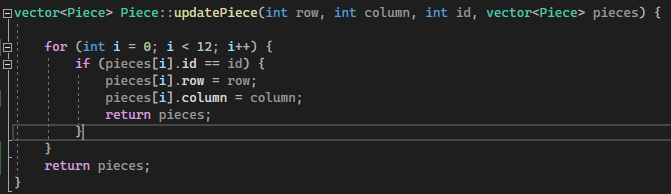 vector<Piece> Piece::updatePiece(int row, int column, int id, vector<Piece> pieces) {
for (int i = 0; i < 12; i++) {
if (pieces[i].id == id) {
pieces[i].row = row;
pieces[i].column = column;
return pieces;
}
}
return pieces;
}